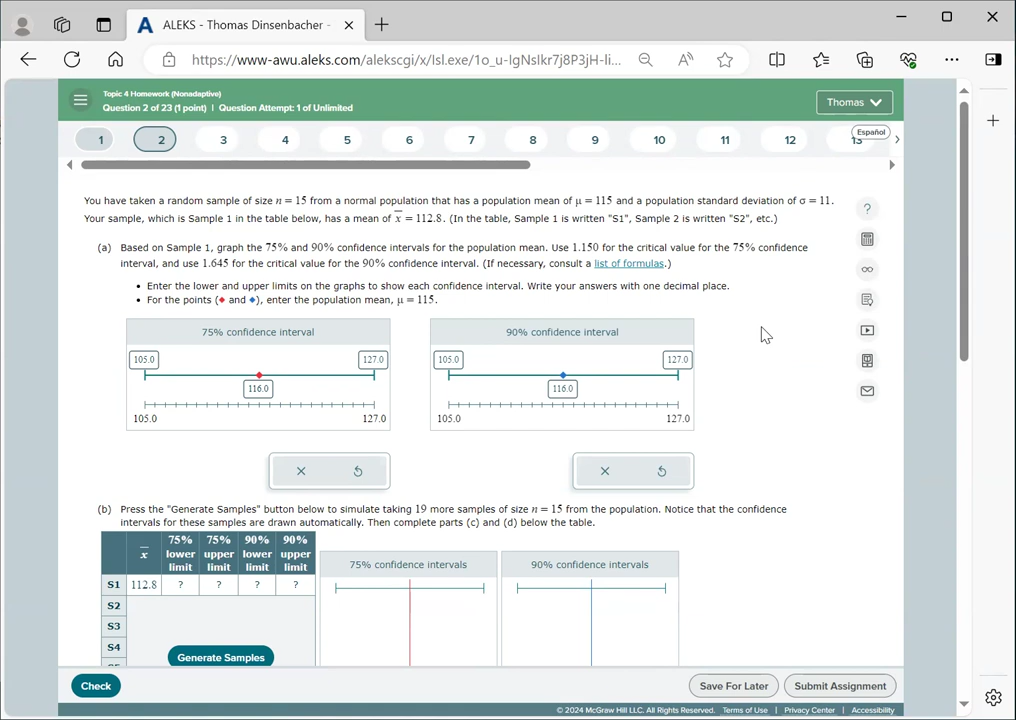 ALEKS - Thomas Dinsenbacher -
https://www-awu.aleks.com/alekscgi/x/lsl.exe/1o_u-IgNsIkr7j8P3jH-li...
Topic 4 Homework (Nonadaptive)
Question 2 of 23 (1 point) | Question Attempt: 1 of Unlimited
Thomas
1 2 3 4 5 6 7 8 9 10 11 12 13
Español
You have taken a random sample of size n = 15 from a normal population that has a population mean of μ = 115 and a population standard deviation of σ = 11.
Your sample, which is Sample 1 in the table below, has a mean of x̄ = 112.8. (In the table, Sample 1 is written "S1", Sample 2 is written "S2", etc.)
(a) Based on Sample 1, graph the 75% and 90% confidence intervals for the population mean. Use 1.150 for the critical value for the 75% confidence
interval, and use 1.645 for the critical value for the 90% confidence interval. (If necessary, consult a list of formulas.)
• Enter the lower and upper limits on the graphs to show each confidence interval. Write your answers with one decimal place.
• For the points (♦ and ♦), enter the population mean, μ = 115.
75% confidence interval 90% confidence interval
105.0 127.0 105.0 127.0
116.0 116.0
105.0 127.0 105.0 127.0
(b) Press the "Generate Samples" button below to simulate taking 19 more samples of size n = 15 from the population. Notice that the confidence
intervals for these samples are drawn automatically. Then complete parts (c) and (d) below the table.
x̄ 75% lower limit 75% upper limit 90% lower limit 90% upper limit
75% confidence intervals 90% confidence intervals
S1 112.8 ? ? ? ?
S2
S3
S4
Generate Samples
Check
Save For Later Submit Assignment
© 2024 McGraw Hill LLC. All Rights Reserved. Terms of Use | Privacy Center | Accessibility